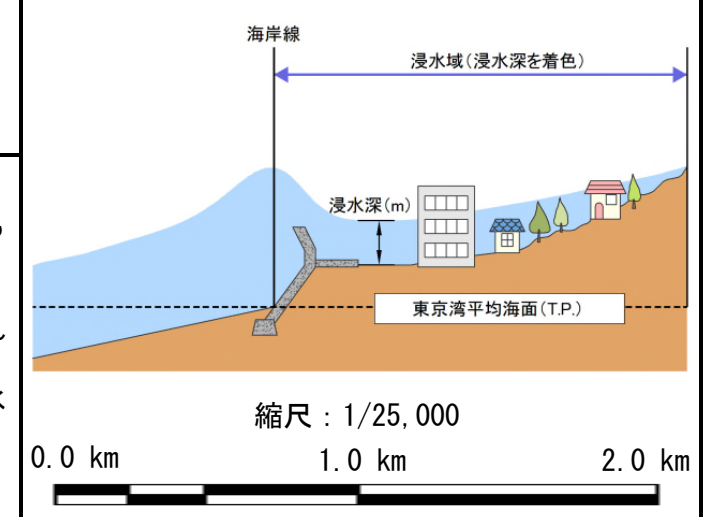 海岸線
浸水域(浸水深を着色)
浸水深(m)
東京湾平均海面(T.P.)
縮尺：1/25,000
0.0 km 1.0 km 2.0 km